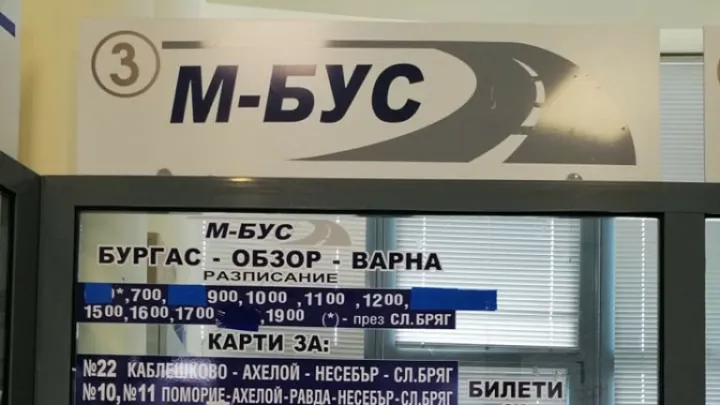 3
М-БУС
М-БУС
БУРГАС - ОБЗОР - ВАРНА
РАЗПИСАНИЕ
*,700, 900, 1000 ,1100 ,1200,
1500,1600,1700 1900 (*)- през СЛ.БРЯГ
КАРТИ ЗА:
№22 КАБЛЕШКОВО - АХЕЛОЙ - НЕСЕБЪР - СЛ.БРЯГ
№10, №11 ПОМОРИЕ-АХЕЛОЙ-РАВДА-НЕСЕБЪР-СЛ.БРЯГ
БИЛЕТИ